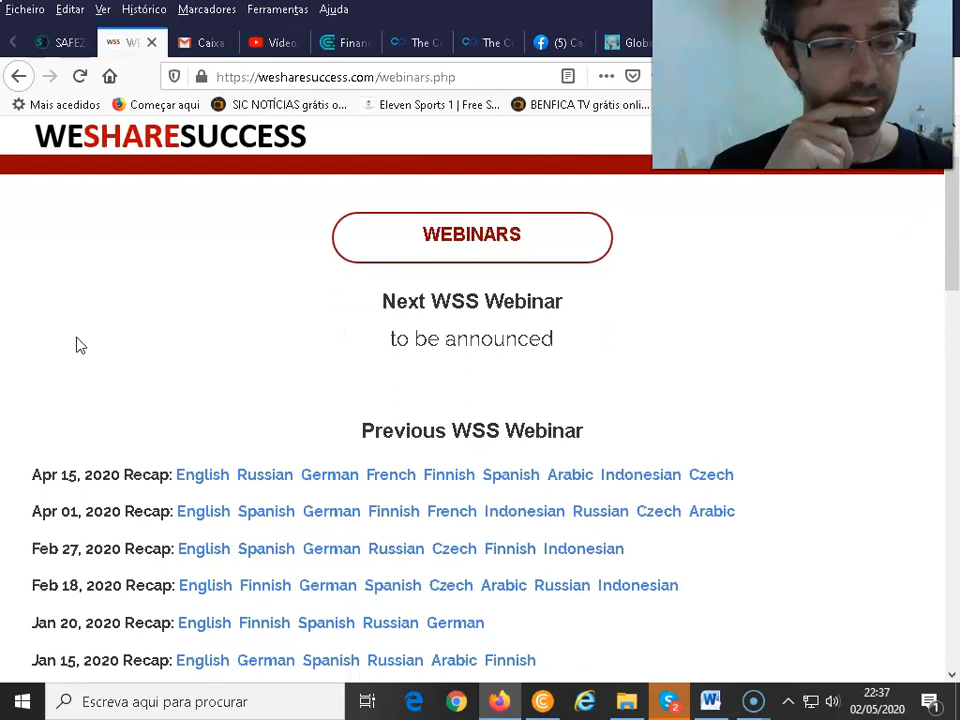 Ficheiro Editar Ver Histórico Marcadores Ferramentas Ajuda
SAFEZ WSS WE Caixa Vídeo Finan The C The C (5) Ca Globa
https://wesharesuccess.com/webinars.php
Mais acedidos Começar aqui SIC NOTÍCIAS grátis o... Eleven Sports 1 | Free S... BENFICA TV grátis onli...
WESHARESUCCESS
WEBINARS
Next WSS Webinar
to be announced
Previous WSS Webinar
Apr 15, 2020 Recap: English Russian German French Finnish Spanish Arabic Indonesian Czech
Apr 01, 2020 Recap: English Spanish German Finnish French Indonesian Russian Czech Arabic
Feb 27, 2020 Recap: English Spanish German Russian Czech Finnish Indonesian
Feb 18, 2020 Recap: English Finnish German Spanish Czech Arabic Russian Indonesian
Jan 20, 2020 Recap: English Finnish Spanish Russian German
Jan 15, 2020 Recap: English German Spanish Russian Arabic Finnish
Escreva aqui para procurar
22:37
02/05/2020